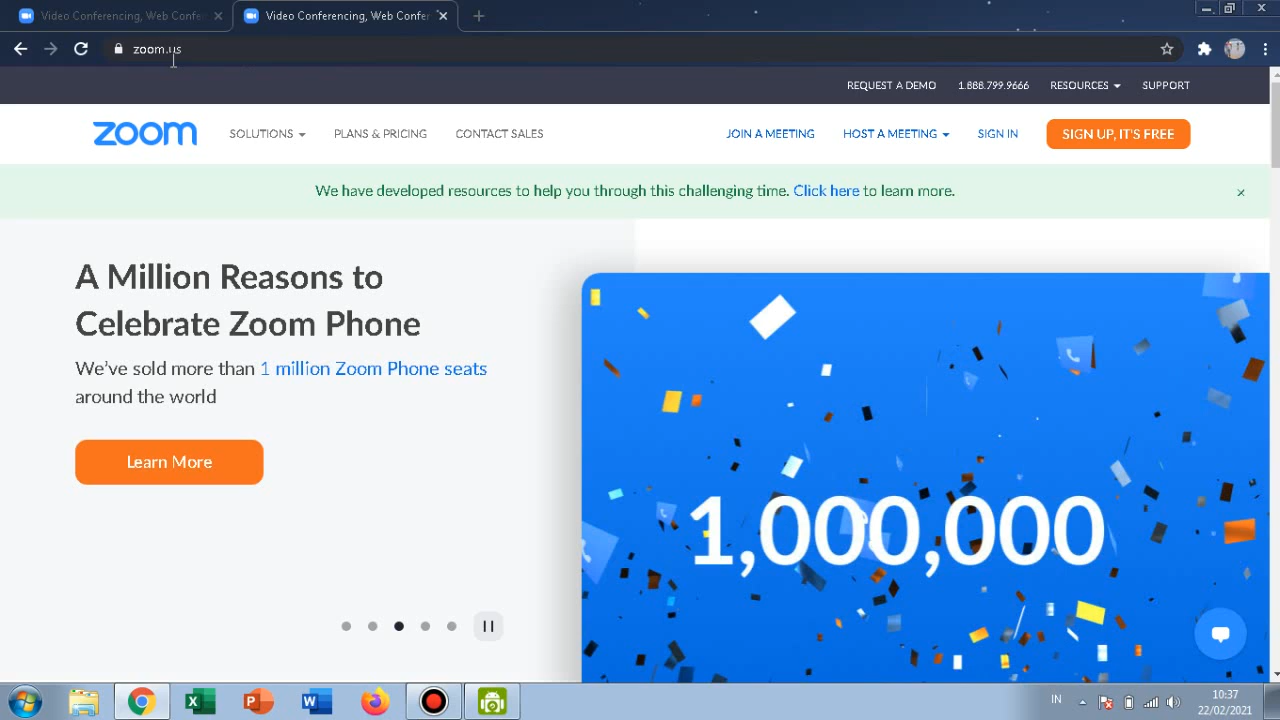 Video Conferencing, Web Confer
Video Conferencing, Web Confer
zoom.us
REQUEST A DEMO 1.888.799.9666 RESOURCES SUPPORT
zoom SOLUTIONS PLANS & PRICING CONTACT SALES JOIN A MEETING HOST A MEETING SIGN IN SIGN UP, IT'S FREE
We have developed resources to help you through this challenging time. Click here to learn more.
A Million Reasons to
Celebrate Zoom Phone
We've sold more than 1 million Zoom Phone seats
around the world
Learn More
1,000,000
IN
10:37
22/02/2021